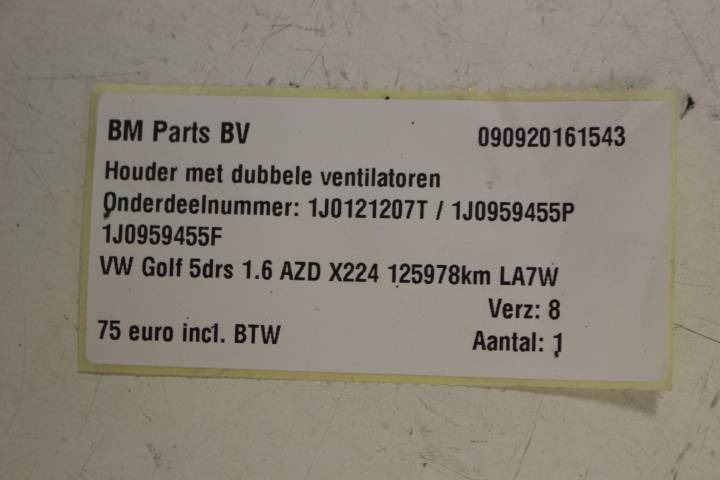 BM Parts BV 090920161543
Houder met dubbele ventilatoren
Onderdeelnummer: 1J0121207T / 1J0959455P
1J0959455F
VW Golf 5drs 1.6 AZD X224 125978km LA7W
Verz: 8
75 euro incl. BTW Aantal: 1